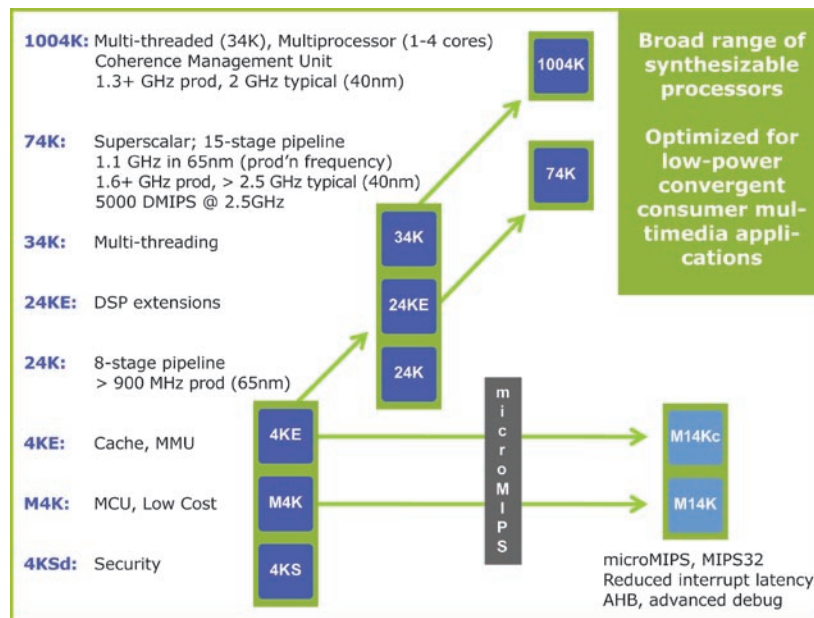 1004K: Multi-threaded (34K), Multiprocessor (1-4 cores)
Coherence Management Unit
1.3+ GHz prod, 2 GHz typical (40nm)
74K: Superscalar; 15-stage pipeline
1.1 GHz in 65nm (prod'n frequency)
1.6+ GHz prod, > 2.5 GHz typical (40nm)
5000 DMIPS @ 2.5GHz
34K: Multi-threading
24KE: DSP extensions
24K: 8-stage pipeline
> 900 MHz prod (65nm)
4KE: Cache, MMU
M4K: MCU, Low Cost
4KSd: Security
1004K
74K
34K
24KE
24K
4KE
M4K
4KS
microMIPS
M14Kc
M14K
microMIPS, MIPS32
Reduced interrupt latency
AHB, advanced debug
Broad range of
synthesizable
processors
Optimized for
low-power
convergent
consumer mul-
timedia appli-
cations